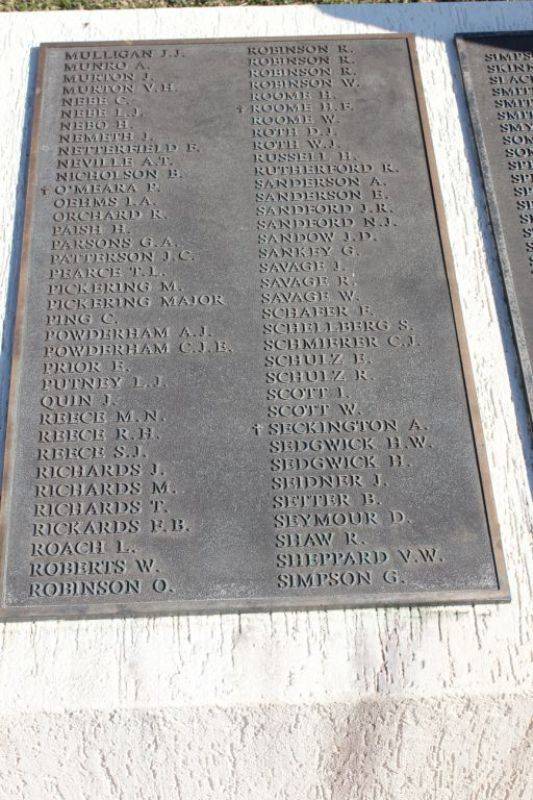 MULLIGAN J.J.
MUNRO A.
MURTON J.
MURTON V.H.
NEBE C.
NEBE L.J.
NEBO H.
NEMETH J.
NETTERFIELD E.
NEVILLE A.T.
NICHOLSON B.
† O'MEARA P.
OEHMS I.A.
ORCHARD R.
PAISH H.
PARSONS G.A.
PATTERSON J.C.
PEARCE T.L.
PICKERING M.
PICKERING MAJOR
PING C.
POWDERHAM A.J.
POWDERHAM C.J.E.
PRIOR E.
PUTNEY L.J.
QUIN J.
REECE M.N.
REECE R.H.
REECE S.J.
RICHARDS J.
RICHARDS M.
RICHARDS T.
RICKARDS F.B.
ROACH L.
ROBERTS W.
ROBINSON O.
ROBINSON R.
ROBINSON R.
ROBINSON R.
ROBINSON W.
ROOME H.
† ROOME H.F.
ROOME W.
ROTH D.J.
ROTH W.J.
RUSSELL H.
RUTHERFORD R.
SANDERSON A.
SANDERSON E.
SANDFORD J.R.
SANDFORD N.J.
SANDOW J.D.
SANKEY G.
SAVAGE J.
SAVAGE R.
SAVAGE W.
SCHAFER F.
SCHELLBERG S.
SCHMIERER C.J.
SCHULZ E.
SCHULZ R.
SCOTT I.
SCOTT W.
† SECKINGTON A.
SEDGWICK H.W.
SEDGWICK H.
SEIDNER J.
SETTER B.
SEYMOUR D.
SHAW R.
SHEPPARD V.W.
SIMPSON G.